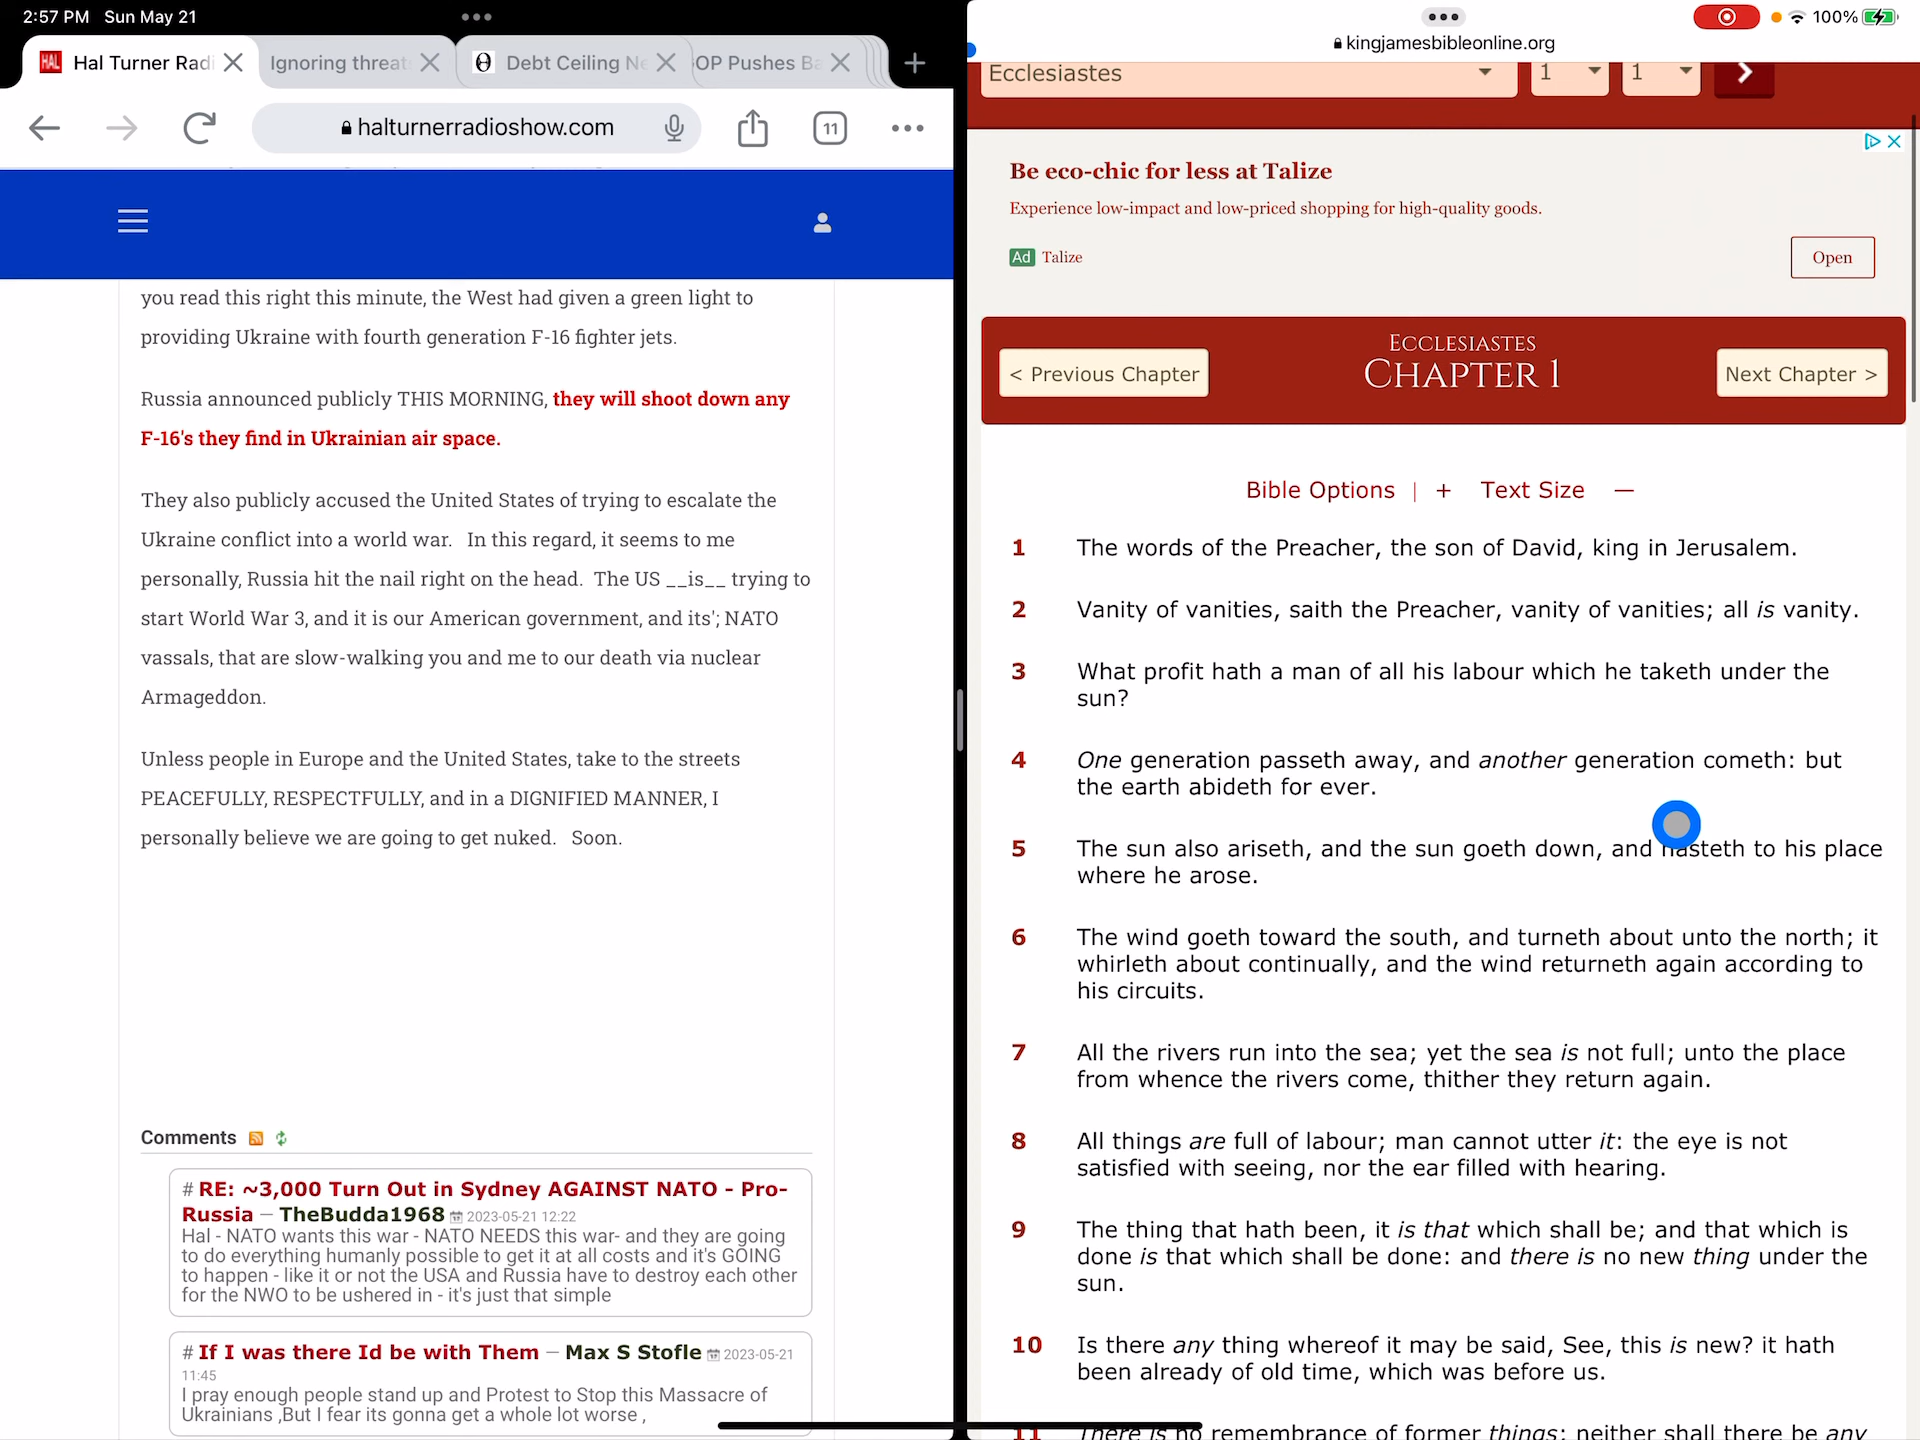 2:57 PM Sun May 21
Hal Turner Radi
Ignoring threat
Debt Ceiling Ne
OP Pushes Ba
halturnerradioshow.com
11
you read this right this minute, the West had given a green light to
providing Ukraine with fourth generation F-16 fighter jets.
Russia announced publicly THIS MORNING, they will shoot down any
F-16's they find in Ukrainian air space.
They also publicly accused the United States of trying to escalate the
Ukraine conflict into a world war. In this regard, it seems to me
personally, Russia hit the nail right on the head. The US __is__ trying to
start World War 3, and it is our American government, and its'; NATO
vassals, that are slow-walking you and me to our death via nuclear
Armageddon.
Unless people in Europe and the United States, take to the streets
PEACEFULLY, RESPECTFULLY, and in a DIGNIFIED MANNER, I
personally believe we are going to get nuked. Soon.
Comments
# RE: ~3,000 Turn Out in Sydney AGAINST NATO - Pro-
Russia — TheBudda1968 2023-05-21 12:22
Hal - NATO wants this war - NATO NEEDS this war- and they are going
to do everything humanly possible to get it at all costs and it's GOING
to happen - like it or not the USA and Russia have to destroy each other
for the NWO to be ushered in - it's just that simple
# If I was there Id be with Them — Max S Stofle 2023-05-21
11:45
I pray enough people stand up and Protest to Stop this Massacre of
Ukrainians ,But I fear its gonna get a whole lot worse ,
100%
kingjamesbibleonline.org
Ecclesiastes 1 1
Be eco-chic for less at Talize
Experience low-impact and low-priced shopping for high-quality goods.
Ad Talize
Open
HAL
< Previous Chapter
ECCLESIASTES
CHAPTER 1
Next Chapter >
Bible Options | + Text Size —
1 The words of the Preacher, the son of David, king in Jerusalem.
2 Vanity of vanities, saith the Preacher, vanity of vanities; all is vanity.
3 What profit hath a man of all his labour which he taketh under the
sun?
4 One generation passeth away, and another generation cometh: but
the earth abideth for ever.
5 The sun also ariseth, and the sun goeth down, and hasteth to his place
where he arose.
6 The wind goeth toward the south, and turneth about unto the north; it
whirleth about continually, and the wind returneth again according to
his circuits.
7 All the rivers run into the sea; yet the sea is not full; unto the place
from whence the rivers come, thither they return again.
8 All things are full of labour; man cannot utter it: the eye is not
satisfied with seeing, nor the ear filled with hearing.
9 The thing that hath been, it is that which shall be; and that which is
done is that which shall be done: and there is no new thing under the
sun.
10 Is there any thing whereof it may be said, See, this is new? it hath
been already of old time, which was before us.
11 There is no remembrance of former things; neither shall there be any